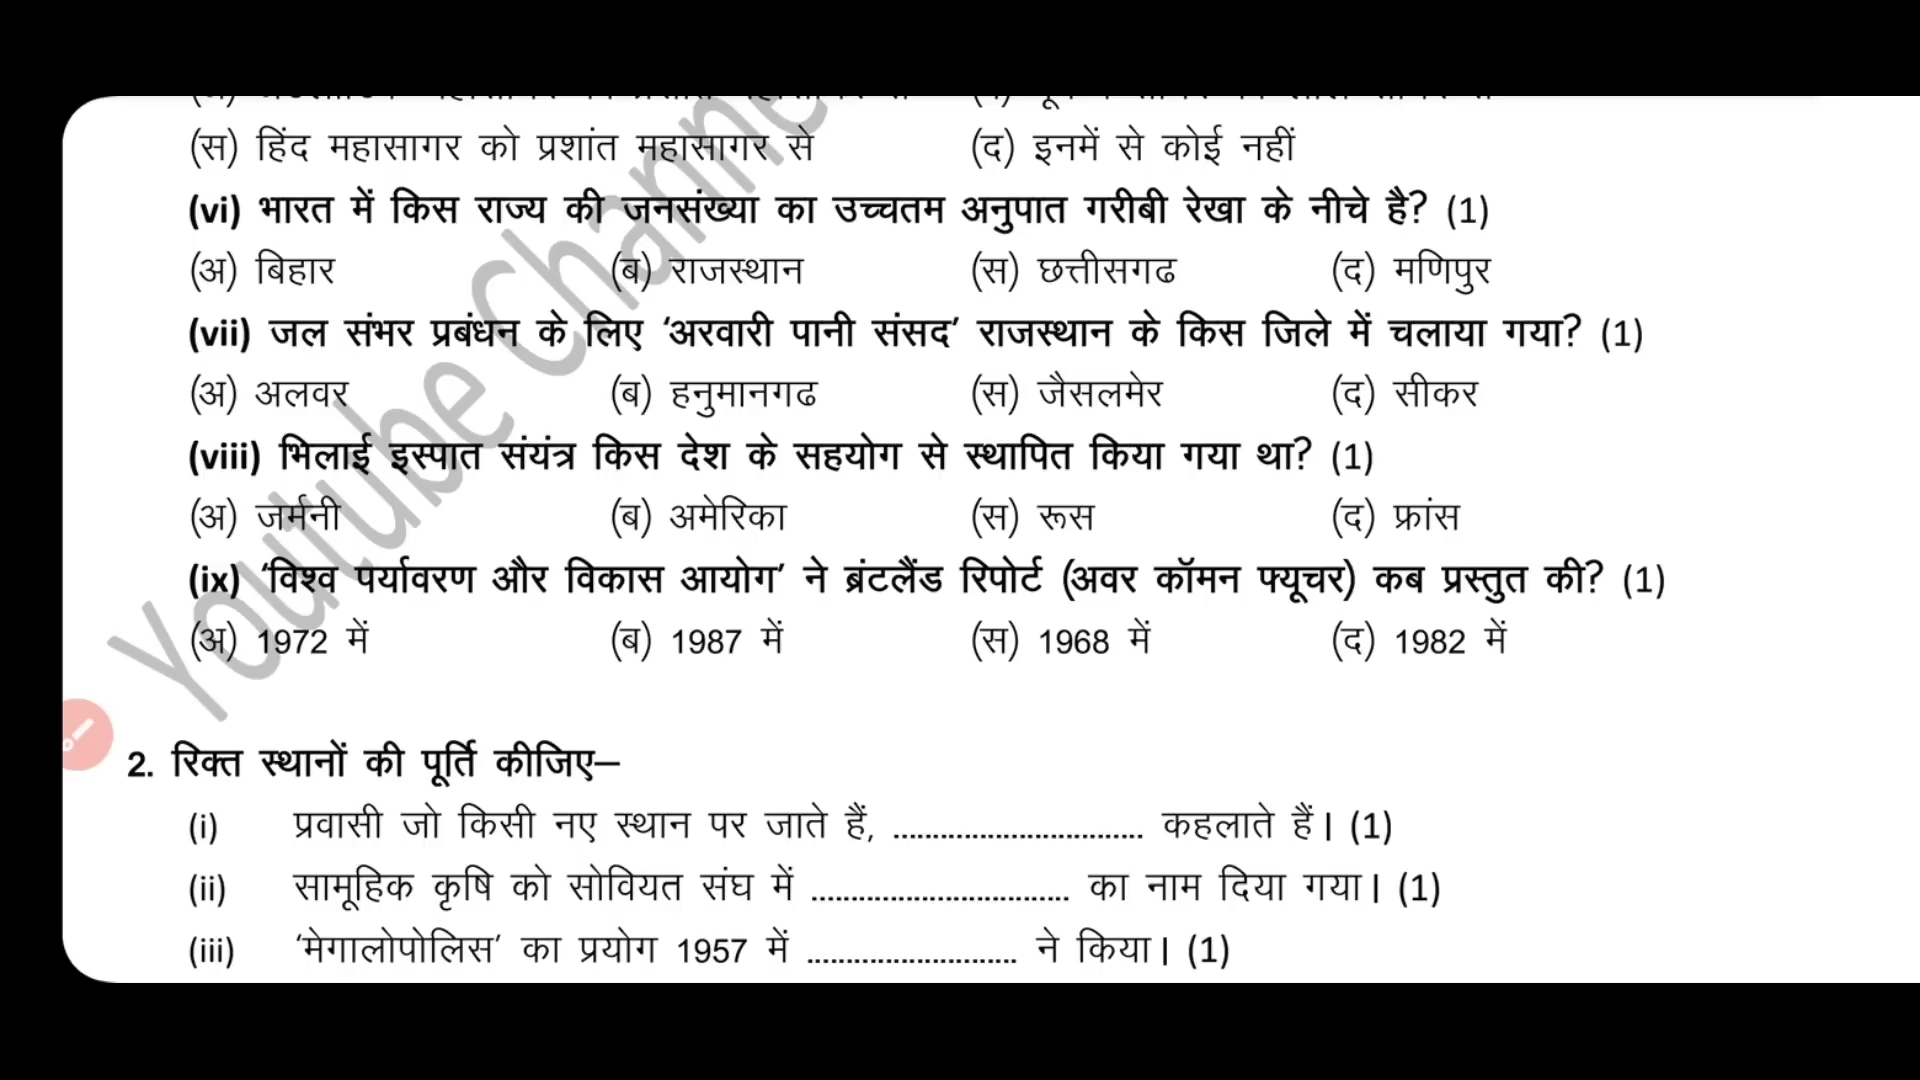 (स) हिंद महासागर को प्रशांत महासागर से (द) इनमें से कोई नहीं
(vi) भारत में किस राज्य की जनसंख्या का उच्चतम अनुपात गरीबी रेखा के नीचे है? (1)
(अ) बिहार (ब) राजस्थान (स) छत्तीसगढ (द) मणिपुर
(vii) जल संभर प्रबंधन के लिए ‘अरवारी पानी संसद’ राजस्थान के किस जिले में चलाया गया? (1)
(अ) अलवर (ब) हनुमानगढ (स) जैसलमेर (द) सीकर
(viii) भिलाई इस्पात संयंत्र किस देश के सहयोग से स्थापित किया गया था? (1)
(अ) जर्मनी (ब) अमेरिका (स) रूस (द) फ्रांस
(ix) ‘विश्व पर्यावरण और विकास आयोग’ ने ब्रंटलैंड रिपोर्ट (अवर कॉमन फ्यूचर) कब प्रस्तुत की? (1)
(अ) 1972 में (ब) 1987 में (स) 1968 में (द) 1982 में
2. रिक्त स्थानों की पूर्ति कीजिए–
(i) प्रवासी जो किसी नए स्थान पर जाते हैं, ................................ कहलाते हैं। (1)
(ii) सामूहिक कृषि को सोवियत संघ में ................................. का नाम दिया गया। (1)
(iii) ‘मेगालोपोलिस’ का प्रयोग 1957 में ........................... ने किया। (1)
Youtube Channe